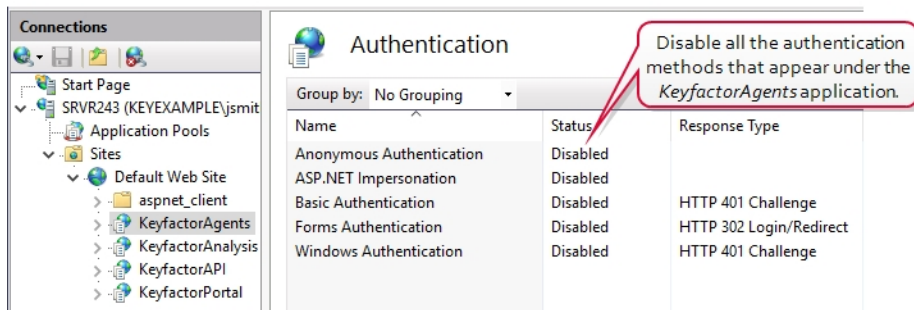 Connections
Start Page
SRVR243 (KEYEXAMPLE\jsmit
Application Pools
Sites
Default Web Site
aspnet_client
KeyfactorAgents
KeyfactorAnalysis
KeyfactorAPI
KeyfactorPortal
Authentication
Disable all the authentication
methods that appear under the
KeyfactorAgents application.
Group by: No Grouping
Name Status Response Type
Anonymous Authentication Disabled
ASP.NET Impersonation Disabled
Basic Authentication Disabled HTTP 401 Challenge
Forms Authentication Disabled HTTP 302 Login/Redirect
Windows Authentication Disabled HTTP 401 Challenge